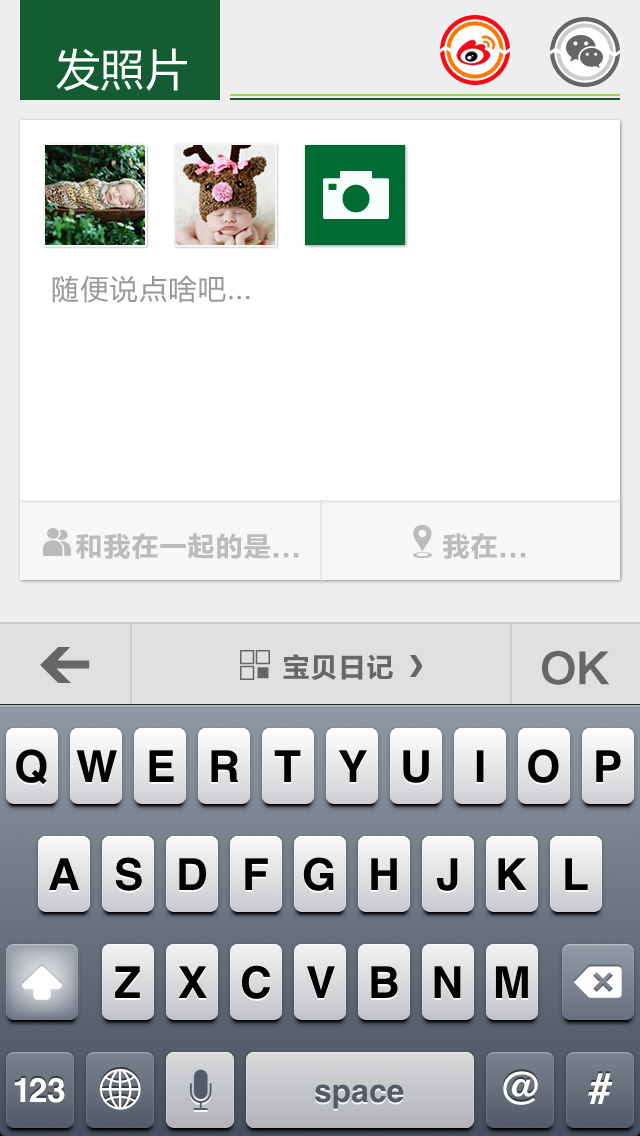 发照片
随便说点啥吧...
和我在一起的是...
我在...
宝贝日记 ❯
OK
Q W E R T Y U I O P
A S D F G H J K L
Z X C V B N M
123 space @ #